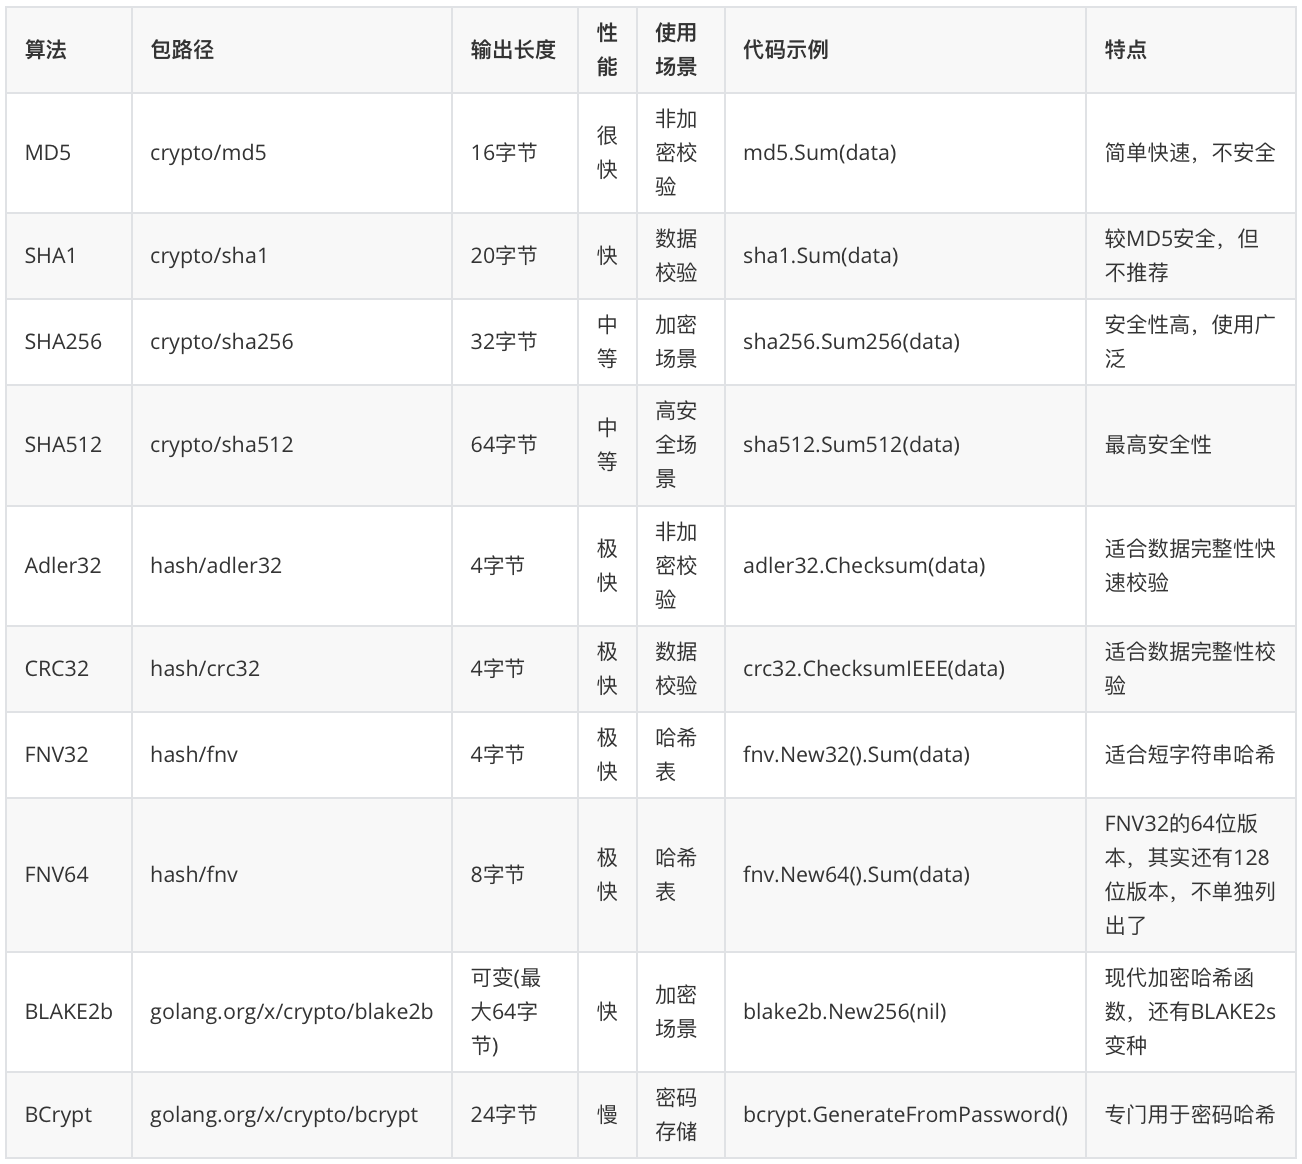 算法 包路径 输出长度 性能 使用场景 代码示例 特点
MD5 crypto/md5 16字节 很快 非加密校验 md5.Sum(data) 简单快速，不安全
SHA1 crypto/sha1 20字节 快 数据校验 sha1.Sum(data) 较MD5安全，但不推荐
SHA256 crypto/sha256 32字节 中等 加密场景 sha256.Sum256(data) 安全性高，使用广泛
SHA512 crypto/sha512 64字节 中等 高安全场景 sha512.Sum512(data) 最高安全性
Adler32 hash/adler32 4字节 极快 非加密校验 adler32.Checksum(data) 适合数据完整性快速校验
CRC32 hash/crc32 4字节 极快 数据校验 crc32.ChecksumIEEE(data) 适合数据完整性校验
FNV32 hash/fnv 4字节 极快 哈希表 fnv.New32().Sum(data) 适合短字符串哈希
FNV64 hash/fnv 8字节 极快 哈希表 fnv.New64().Sum(data) FNV32的64位版本，其实还有128位版本，不单独列出了
BLAKE2b golang.org/x/crypto/blake2b 可变(最大64字节) 快 加密场景 blake2b.New256(nil) 现代加密哈希函数，还有BLAKE2s变种
BCrypt golang.org/x/crypto/bcrypt 24字节 慢 密码存储 bcrypt.GenerateFromPassword() 专门用于密码哈希